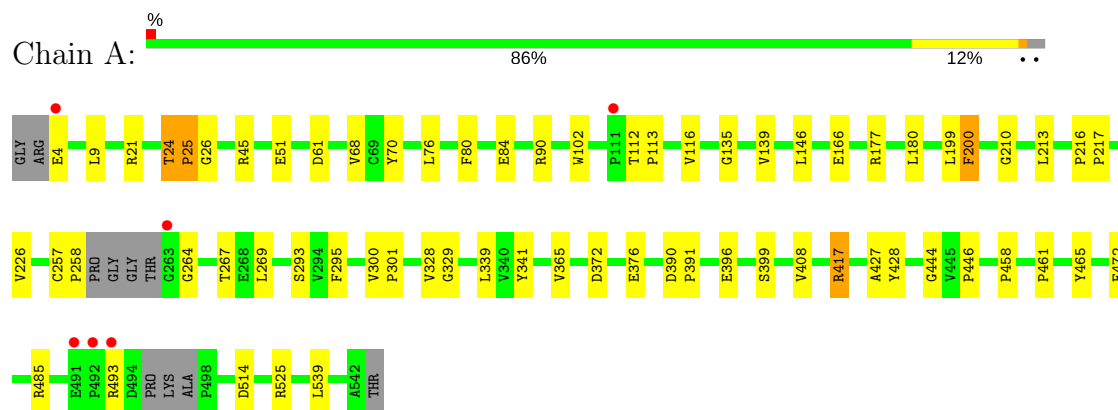 %
Chain A:
86% 12% • •
GLY ARG E4 L9 R21 T24 P25 G26 R45 E51 D61 V68 C69 Y70 L76 F80 E84 R90 W102 P111 T112 P113 V116 G135 V139 L146 E166 R177 L180 L199 F200 G210 L213 P216 P217
V226 C257 P258 PRO GLY GLY THR G263 G264 T267 E268 L269 S293 V294 F295 V300 P301 V328 G329 L339 V340 Y341 V365 D372 E376 D390 P391 E396 S399 V408 R417 A427 Y428 G444 V445 P446 P458 P461 Y465
R485 E491 P492 R493 D494 PRO LYS ALA P498 D514 R525 L539 A542 THR